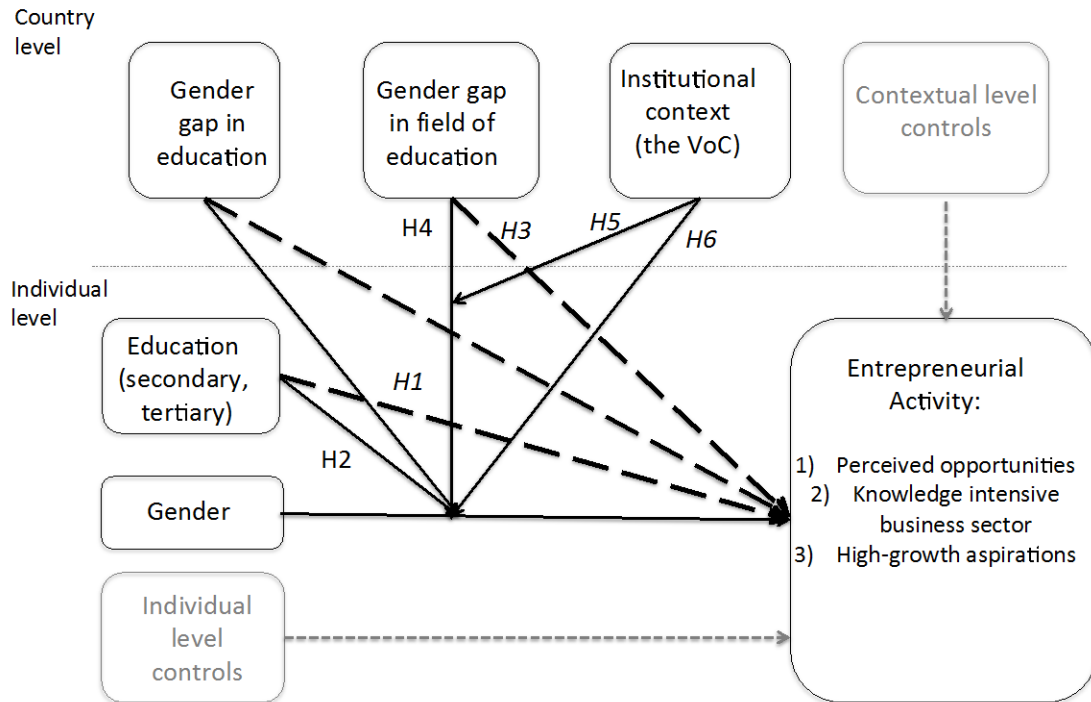 Country
level
Gender
gap in
education
Gender gap
in field of
education
Institutional
context
(the VoC)
Contextual level
controls
H4
H3
H5
H6
Individual
level
Education
(secondary,
tertiary)
H1
H2
Gender
Individual
level
controls
Entrepreneurial
Activity:
1) Perceived opportunities
2) Knowledge intensive
business sector
3) High-growth aspirations